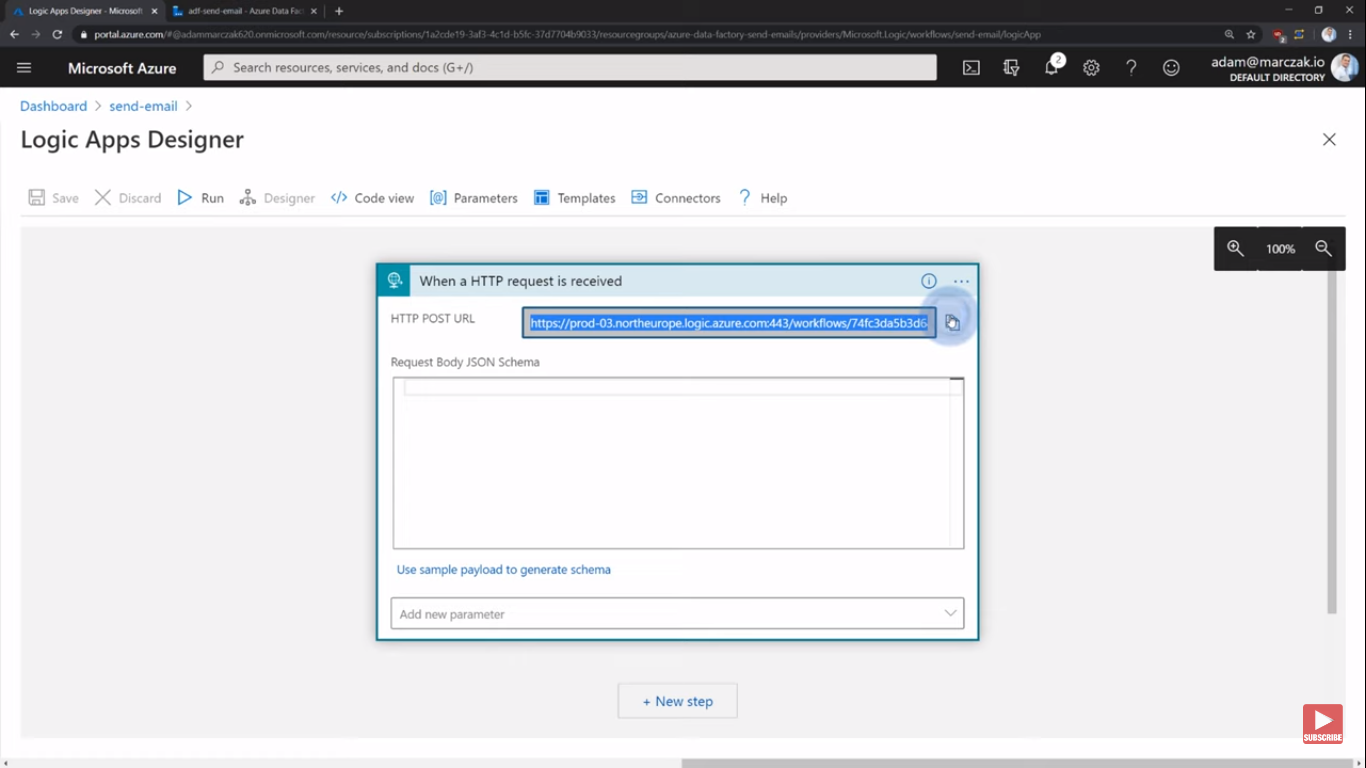 Logic Apps Designer - Microsoft
adf-send-email - Azure Data Fac
portal.azure.com/#@adammarczak620.onmicrosoft.com/resource/subscriptions/1a2cde19-3af3-4c1d-b5fc-37d7704b9033/resourcegroups/azure-data-factory-send-emails/providers/Microsoft.Logic/workflows/send-email/logicApp
Microsoft Azure
Search resources, services, and docs (G+/)
2
adam@marczak.io
DEFAULT DIRECTORY
Dashboard > send-email >
Logic Apps Designer
Save Discard Run Designer Code view Parameters Templates Connectors ? Help
100%
When a HTTP request is received
HTTP POST URL
https://prod-03.northeurope.logic.azure.com:443/workflows/74fc3da5b3d6
Request Body JSON Schema
Use sample payload to generate schema
Add new parameter
+ New step
SUBSCRIBE